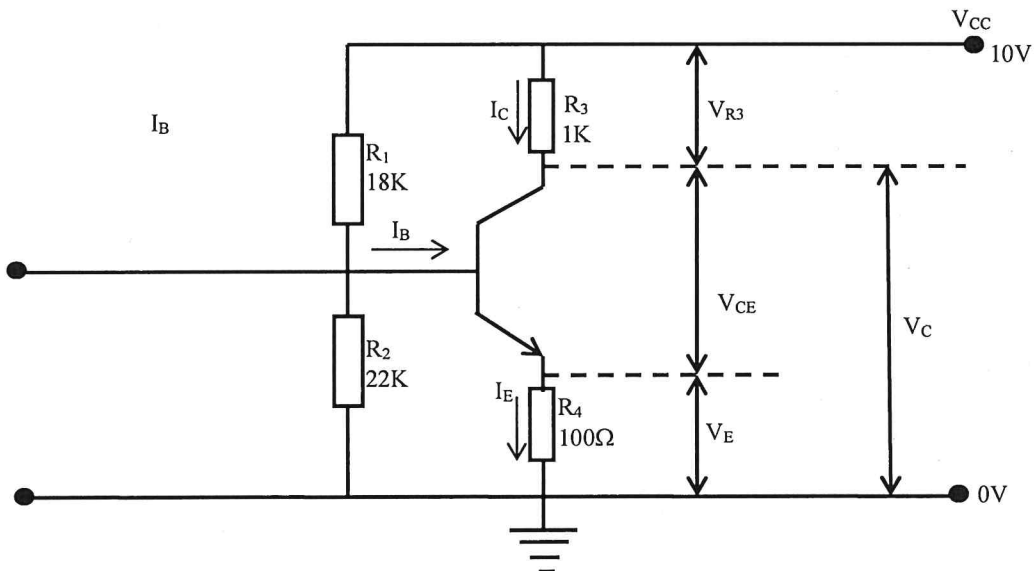 V_CC
10V
I_B
I_C
R_3
1K
V_R3
R_1
18K
I_B
V_CE
V_C
R_2
22K
I_E
R_4
100Ω
V_E
0V